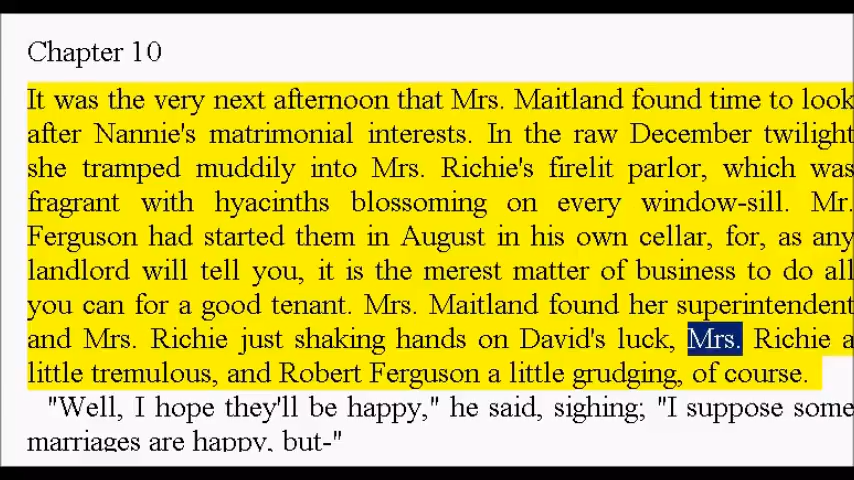 Chapter 10
It was the very next afternoon that Mrs. Maitland found time to look
after Nannie's matrimonial interests. In the raw December twilight
she tramped muddily into Mrs. Richie's firelit parlor, which was
fragrant with hyacinths blossoming on every window-sill. Mr.
Ferguson had started them in August in his own cellar, for, as any
landlord will tell you, it is the merest matter of business to do all
you can for a good tenant. Mrs. Maitland found her superintendent
and Mrs. Richie just shaking hands on David's luck, Mrs. Richie a
little tremulous, and Robert Ferguson a little grudging, of course.
"Well, I hope they'll be happy," he said, sighing; "I suppose some
marriages are happy, but-"